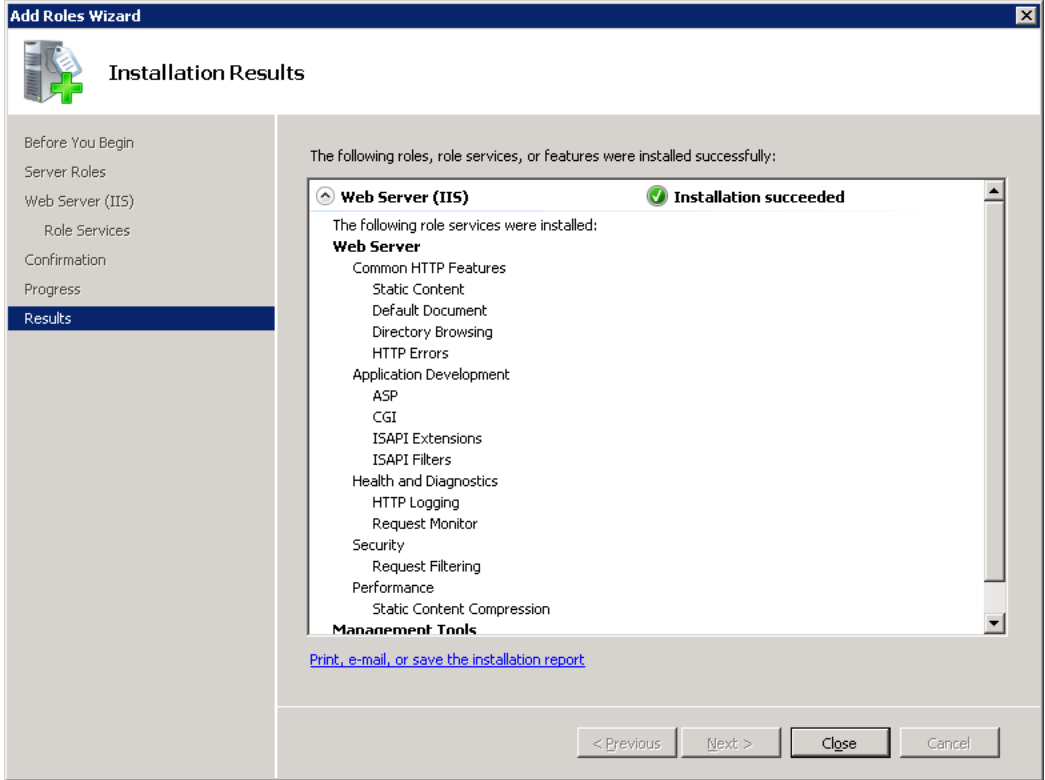 Add Roles Wizard
Installation Results
Before You Begin
Server Roles
Web Server (IIS)
Role Services
Confirmation
Progress
Results
The following roles, role services, or features were installed successfully:
Web Server (IIS) Installation succeeded
The following role services were installed:
Web Server
Common HTTP Features
Static Content
Default Document
Directory Browsing
HTTP Errors
Application Development
ASP
CGI
ISAPI Extensions
ISAPI Filters
Health and Diagnostics
HTTP Logging
Request Monitor
Security
Request Filtering
Performance
Static Content Compression
Management Tools
Print, e-mail, or save the installation report
< Previous Next > Close Cancel